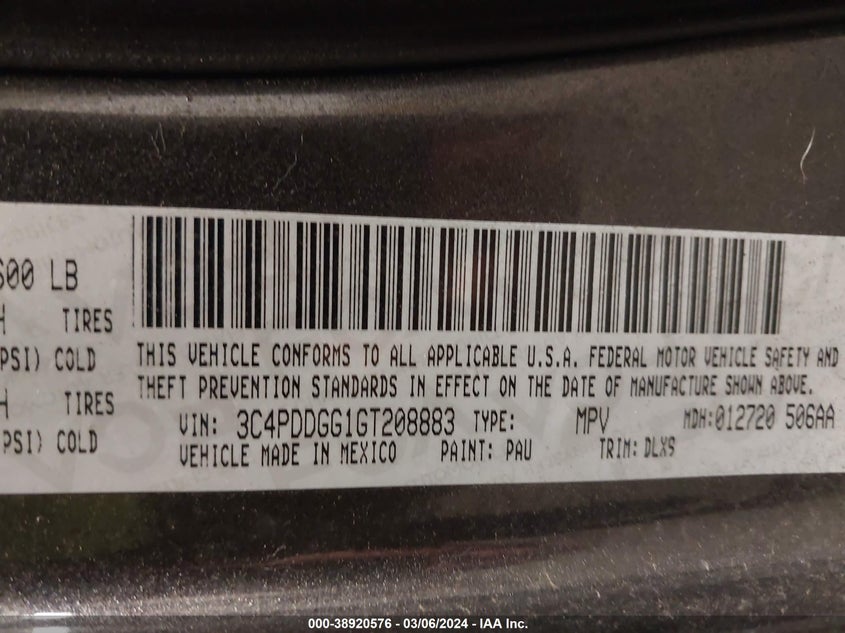 600 LB
TIRES
PSI) COLD
TIRES
PSI) COLD
THIS VEHICLE CONFORMS TO ALL APPLICABLE U.S.A. FEDERAL MOTOR VEHICLE SAFETY AND
THEFT PREVENTION STANDARDS IN EFFECT ON THE DATE OF MANUFACTURE SHOWN ABOVE.
VIN: 3C4PDDGG1GT208883 TYPE: MPV MDH:012720 506AA
VEHICLE MADE IN MEXICO PAINT: PAU TRIM: DLXS
000-38920576 - 03/06/2024 - IAA Inc.